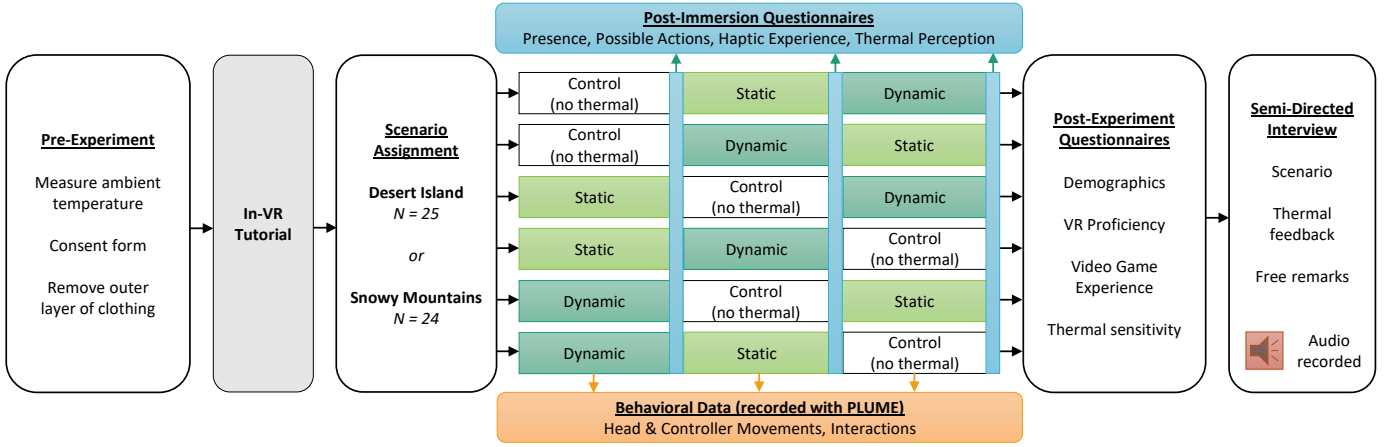 Post-Immersion Questionnaires
Presence, Possible Actions, Haptic Experience, Thermal Perception
Pre-Experiment
Measure ambient
temperature
Consent form
Remove outer
layer of clothing
In-VR
Tutorial
Scenario
Assignment
Desert Island
N = 25
or
Snowy Mountains
N = 24
Control
(no thermal)
Static
Dynamic
Control
(no thermal)
Dynamic
Static
Static
Control
(no thermal)
Dynamic
Static
Dynamic
Control
(no thermal)
Dynamic
Control
(no thermal)
Static
Dynamic
Static
Control
(no thermal)
Behavioral Data (recorded with PLUME)
Head & Controller Movements, Interactions
Post-Experiment
Questionnaires
Demographics
VR Proficiency
Video Game
Experience
Thermal sensitivity
Semi-Directed
Interview
Scenario
Thermal
feedback
Free remarks
Audio
recorded